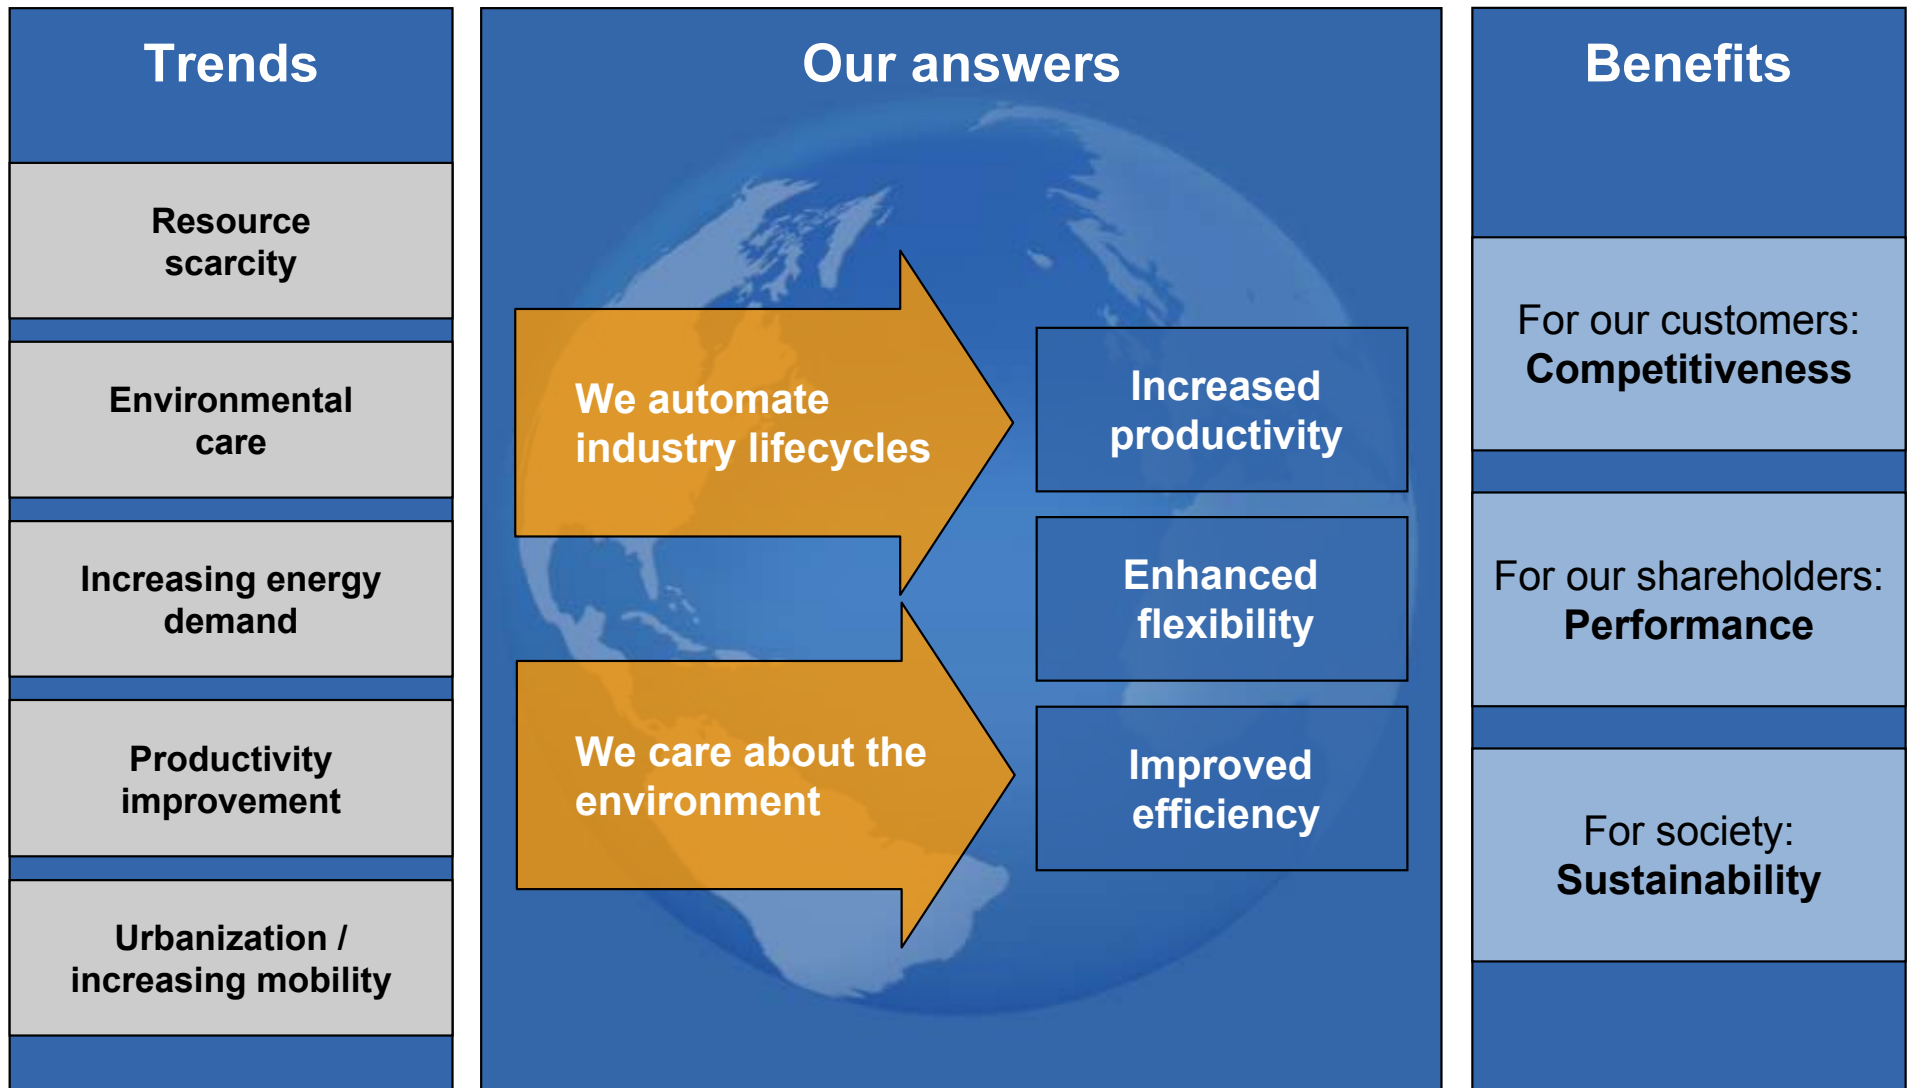 Trends
Resource
scarcity
Environmental
care
Increasing energy
demand
Productivity
improvement
Urbanization /
increasing mobility
Our answers
We automate
industry lifecycles
We care about the
environment
Increased
productivity
Enhanced
flexibility
Improved
efficiency
Benefits
For our customers:
Competitiveness
For our shareholders:
Performance
For society:
Sustainability